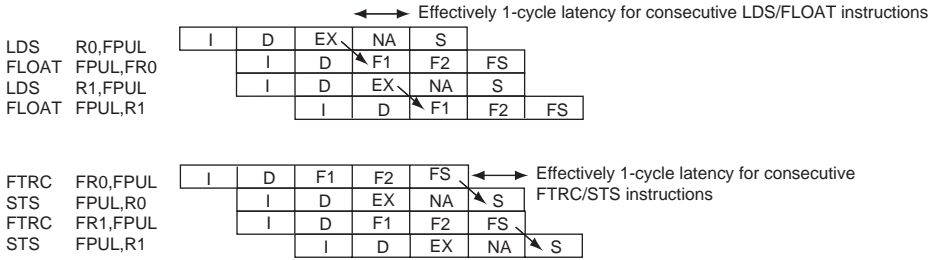 Effectively 1-cycle latency for consecutive LDS/FLOAT instructions
LDS R0,FPUL I D EX NA S
FLOAT FPUL,FR0 I D F1 F2 FS
LDS R1,FPUL I D EX NA S
FLOAT FPUL,R1 I D F1 F2 FS
Effectively 1-cycle latency for consecutive
FTRC/STS instructions
FTRC FR0,FPUL I D F1 F2 FS
STS FPUL,R0 I D EX NA S
FTRC FR1,FPUL I D F1 F2 FS
STS FPUL,R1 I D EX NA S